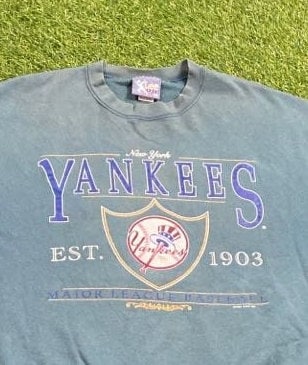 New York
YANKEES
Yankees
EST. 1903
MAJOR LEAGUE BASEBALL